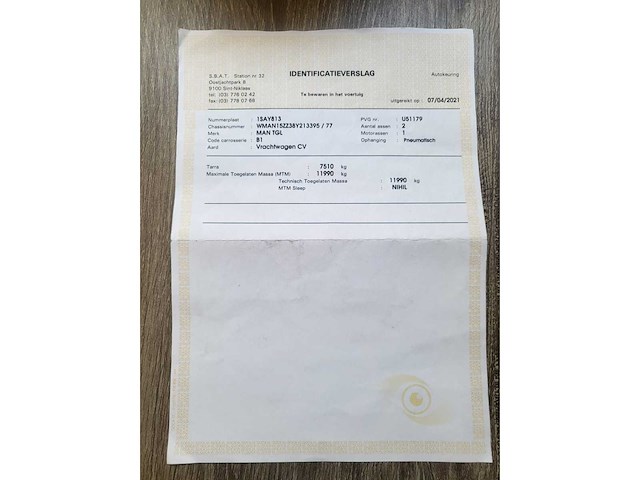 S.B.A.T. Station nr 32 IDENTIFICATIEVERSLAG Autokeuring
Oostjachtpark 8
9100 Sint-Niklaas
tel: (03) 776 02 42 Te bewaren in het voertuig
fax: (03) 778 07 88 uitgereikt op : 07/04/2021
Nummerplaat : 1SAY813 PVG nr. : U51179
Chassisnummer : WMAN15ZZ38Y213395 / 77 Aantal assen : 2
Merk : MAN TGL Motorassen : 1
Code carrosserie : B1 Ophanging : Pneumatisch
Aard : Vrachtwagen CV
Tarra : 7510 kg
Maximale Toegelaten Massa (MTM) : 11990 kg
Technisch Toegelaten Massa : 11990 kg
MTM Sleep : NIHIL